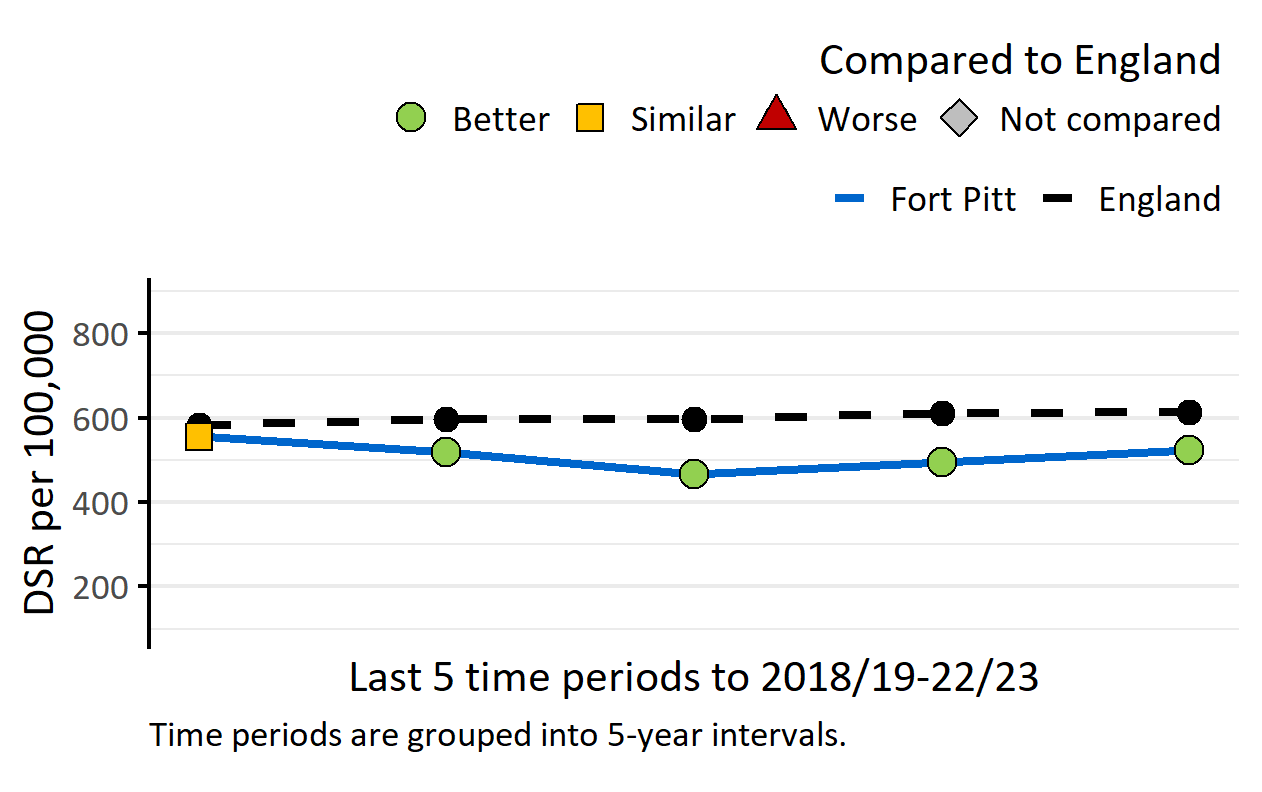 Compared to England
Better Similar Worse Not compared
Fort Pitt England
DSR per 100,000
800
600
400
200
Last 5 time periods to 2018/19-22/23
Time periods are grouped into 5-year intervals.